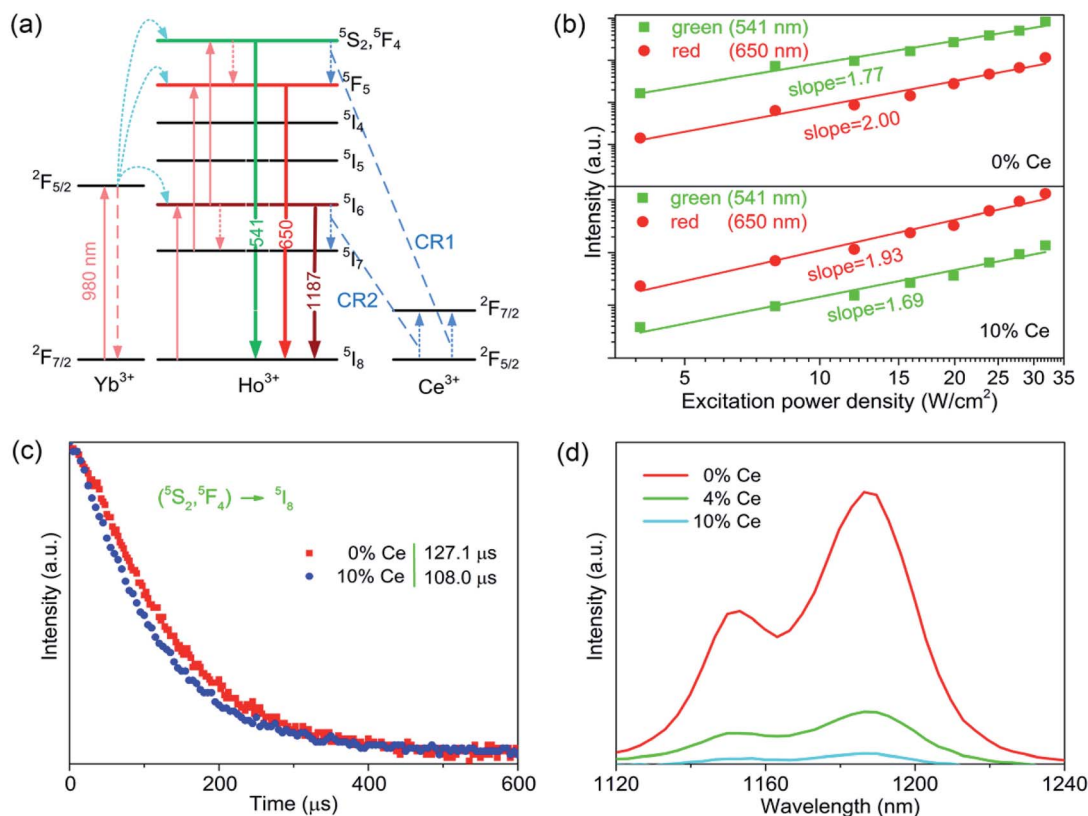 (a)
⁵S₂,⁵F₄
⁵F₅
⁵I₄
⁵I₅
²F₅/₂
⁵I₆
541
650
1187
CR1
980 nm
⁵I₇
CR2
²F₇/₂
²F₇/₂
⁵I₈
²F₅/₂
Yb³⁺
Ho³⁺
Ce³⁺
(b)
green (541 nm)
red (650 nm)
slope=1.77
slope=2.00
0% Ce
green (541 nm)
red (650 nm)
slope=1.93
slope=1.69
10% Ce
Intensity (a.u.)
5 10 15 20 25 30 35
Excitation power density (W/cm²)
(c)
(⁵S₂,⁵F₄) → ⁵I₈
0% Ce 127.1 μs
10% Ce 108.0 μs
Intensity (a.u.)
0 100 200 300 400 500 600
Time (μs)
(d)
0% Ce
4% Ce
10% Ce
Intensity (a.u.)
1120 1160 1200 1240
Wavelength (nm)